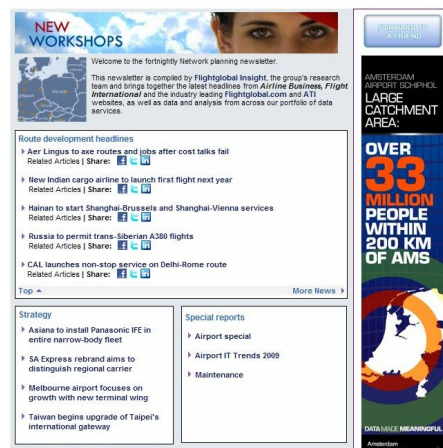 NEW
WORKSHOPS
Welcome to the fortnightly Network planning newsletter.
This newsletter is compiled by Flightglobal Insight, the group's research
team and brings together the latest headlines from Airline Business, Flight
International and the industry leading Flightglobal.com and ATI
websites, as well as data and analysis from across our portfolio of data
services.
Route development headlines
Aer Lingus to axe routes and jobs after cost talks fail
Related Articles | Share:
New Indian cargo airline to launch first flight next year
Related Articles | Share:
Hainan to start Shanghai-Brussels and Shanghai-Vienna services
Related Articles | Share:
Russia to permit trans-Siberian A380 flights
Related Articles | Share:
CAL launches non-stop service on Delhi-Rome route
Related Articles | Share:
Top
More News
Strategy
Asiana to install Panasonic IFE in
entire narrow-body fleet
SA Express rebrand aims to
distinguish regional carrier
Melbourne airport focuses on
growth with new terminal wing
Taiwan begins upgrade of Taipei's
international gateway
Special reports
Airport special
Airport IT Trends 2009
Maintenance
FORWARD TO
A FRIEND
AMSTERDAM
AIRPORT SCHIPHOL
LARGE
CATCHMENT
AREA:
OVER
33
MILLION
PEOPLE
WITHIN
200 KM
OF AMS
DATA MADE MEANINGFUL
Amsterdam